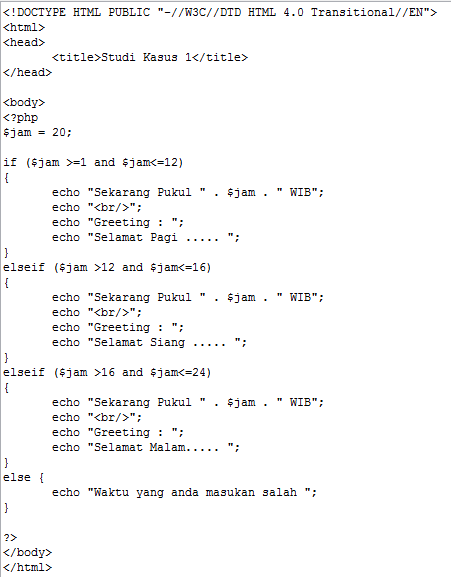 <!DOCTYPE HTML PUBLIC "-//W3C//DTD HTML 4.0 Transitional//EN">
<html>
<head>
	<title>Studi Kasus 1</title>
</head>

<body>
<?php
$jam = 20;

if ($jam >=1 and $jam<=12)
{
	echo "Sekarang Pukul " . $jam . " WIB";
	echo "<br/>";
	echo "Greeting : ";
	echo "Selamat Pagi ..... ";
}
elseif ($jam >12 and $jam<=16)
{
	echo "Sekarang Pukul " . $jam . " WIB";
	echo "<br/>";
	echo "Greeting : ";
	echo "Selamat Siang ..... ";
}
elseif ($jam >16 and $jam<=24)
{
	echo "Sekarang Pukul " . $jam . " WIB";
	echo "<br/>";
	echo "Greeting : ";
	echo "Selamat Malam..... ";
}
else {
	echo "Waktu yang anda masukan salah ";
}

?>
</body>
</html>